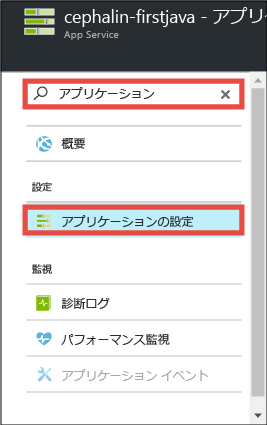 cephalin-firstjava - アプリケ
App Service
アプリケーション
概要
設定
アプリケーションの設定
監視
診断ログ
パフォーマンス監視
アプリケーション イベント